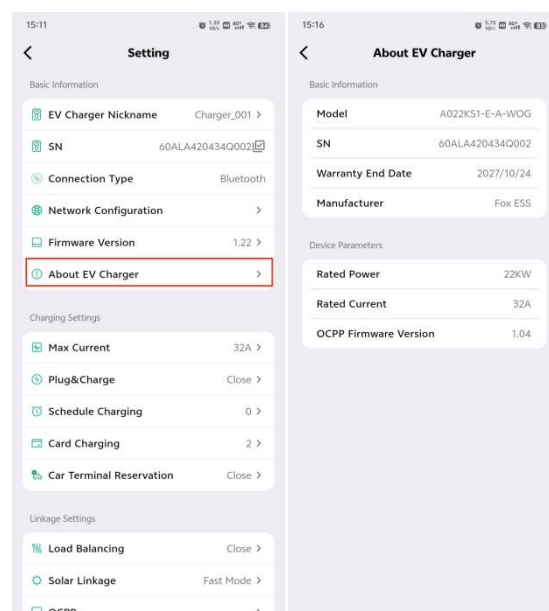 15:11
Setting
Basic Information
EV Charger Nickname Charger_001 >
SN 60ALA420434Q002
Connection Type Bluetooth
Network Configuration >
Firmware Version 1.22 >
About EV Charger >
Charging Settings
Max Current 32A >
Plug&Charge Close >
Schedule Charging 0 >
Card Charging 2 >
Car Terminal Reservation Close >
Linkage Settings
Load Balancing Close >
Solar Linkage Fast Mode >
OCPP
15:16
About EV Charger
Basic Information
Model A022KS1-E-A-WOG
SN 60ALA420434Q002
Warranty End Date 2027/10/24
Manufacturer Fox ESS
Device Parameters
Rated Power 22KW
Rated Current 32A
OCPP Firmware Version 1.04